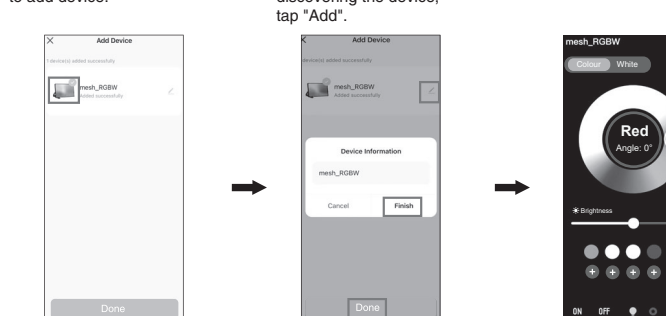 to add device.
discovering the device,
tap "Add".
Add Device
1 device(s) added successfully
mesh_RGBW
Added successfully
Done
Add Device
device(s) added successfully
mesh_RGBW
Added successfully
Device Information
mesh_RGBW
Cancel Finish
Done
mesh_RGBW
Colour White
Red
Angle: 0°
Brightness
ON OFF